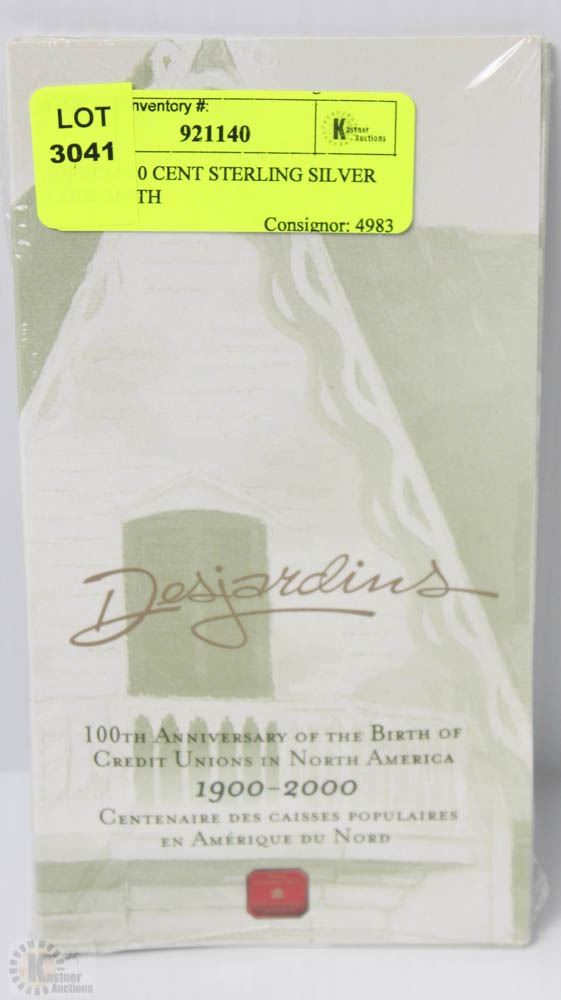 LOT
3041
nventory #:
921140
Kastner
Auctions
0 CENT STERLING SILVER
TH
Consignor: 4983
Desjardins
100TH ANNIVERSARY OF THE BIRTH OF
CREDIT UNIONS IN NORTH AMERICA
1900-2000
CENTENAIRE DES CAISSES POPULAIRES
EN AMÉRIQUE DU NORD
Kastner
Auctions